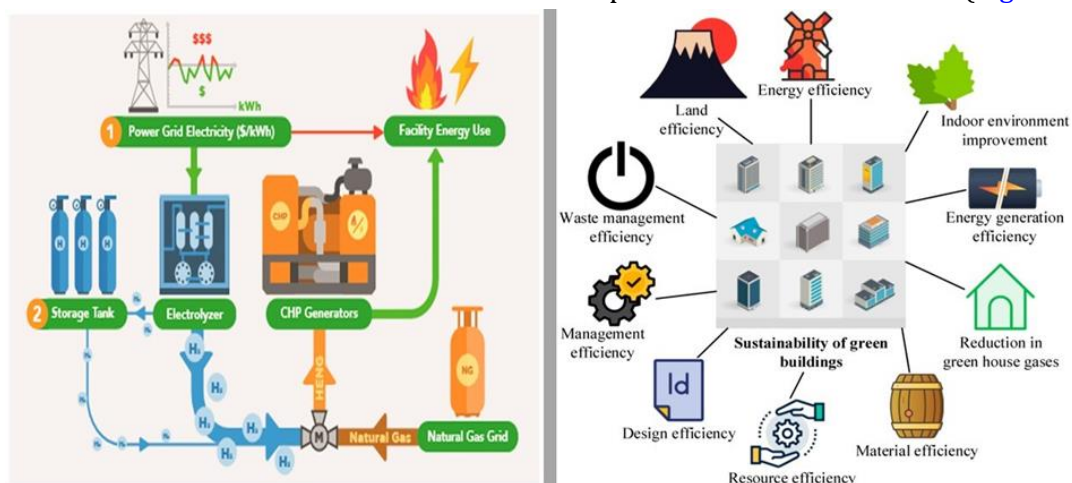 $$$
$
kWh
1 Power Grid Electricity ($/kWh)
Facility Energy Use
CHP
2 Storage Tank
Electrolyzer
CHP Generators
H
H
H
H₂
H₂
H₂
H₂
H₂
HENG
M
Natural Gas
NG
Natural Gas Grid
Land
efficiency
Energy efficiency
Indoor environment
improvement
Waste management
efficiency
Energy generation
efficiency
Management
efficiency
Sustainability of green
buildings
Reduction in
green house gases
Id
Design efficiency
Resource efficiency
Material efficiency